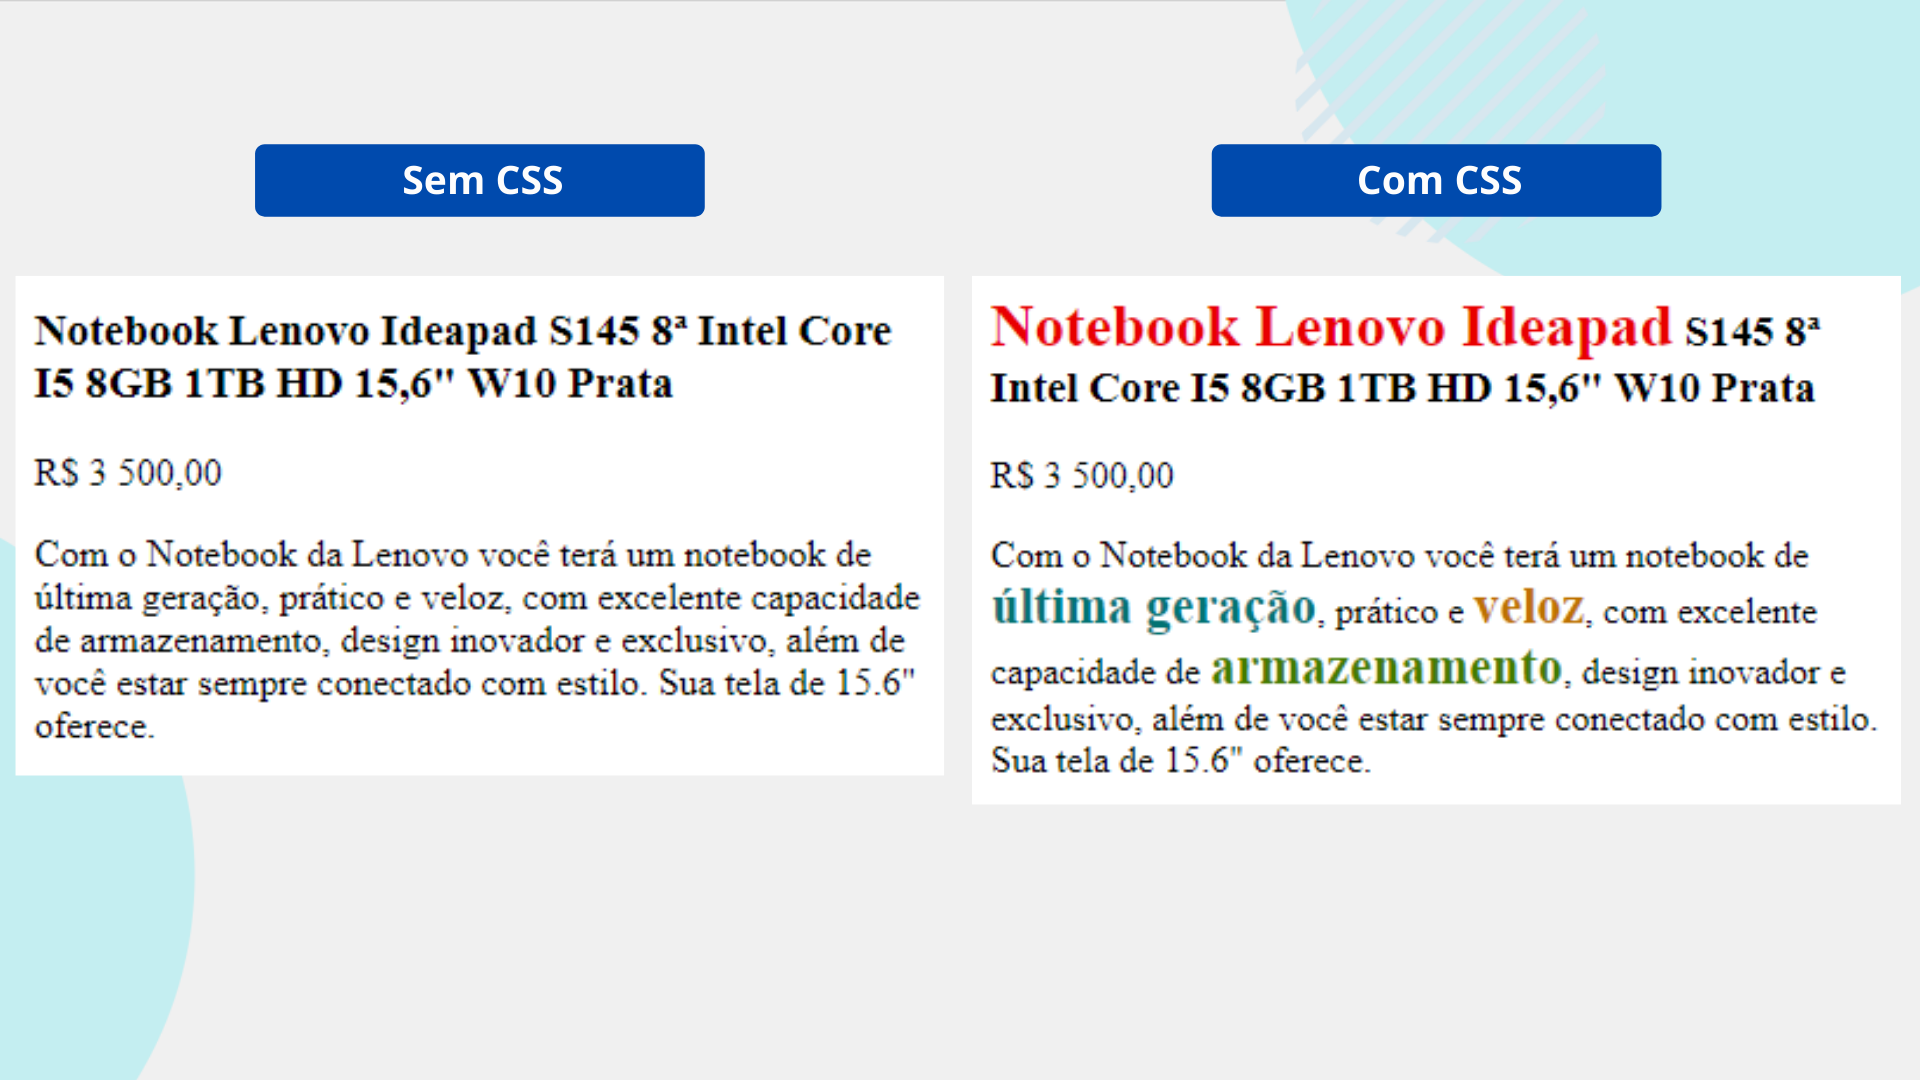 Sem CSS
Notebook Lenovo Ideapad S145 8ª Intel Core
I5 8GB 1TB HD 15,6" W10 Prata
R$ 3 500,00
Com o Notebook da Lenovo você terá um notebook de
última geração, prático e veloz, com excelente capacidade
de armazenamento, design inovador e exclusivo, além de
você estar sempre conectado com estilo. Sua tela de 15.6"
oferece.
Com CSS
Notebook Lenovo Ideapad S145 8ª
Intel Core I5 8GB 1TB HD 15,6" W10 Prata
R$ 3 500,00
Com o Notebook da Lenovo você terá um notebook de
última geração, prático e veloz, com excelente
capacidade de armazenamento, design inovador e
exclusivo, além de você estar sempre conectado com estilo.
Sua tela de 15.6" oferece.